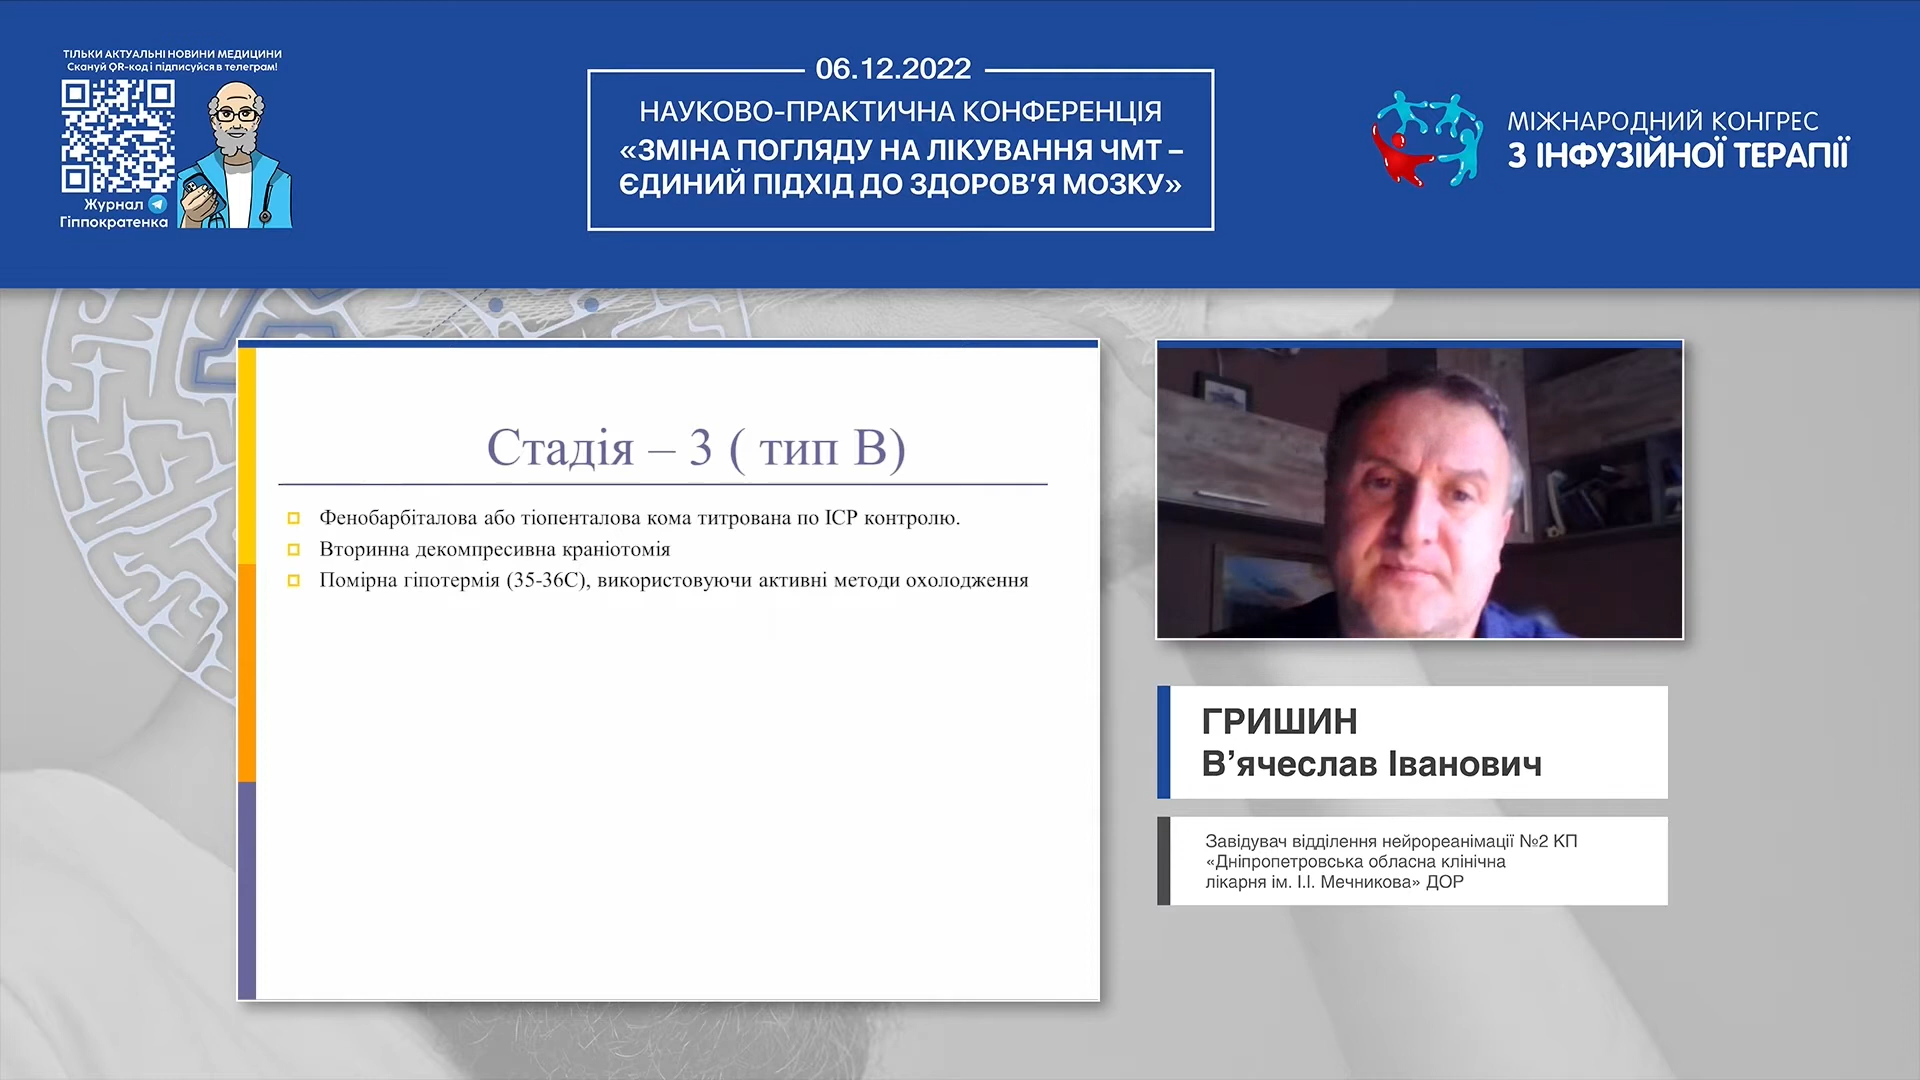 ТІЛЬКИ АКТУАЛЬНІ НОВИНИ МЕДИЦИНИ
Скануй QR-код і підписуйся в телеграм!
Журнал
Гіппократенка
06.12.2022
НАУКОВО-ПРАКТИЧНА КОНФЕРЕНЦІЯ
«ЗМІНА ПОГЛЯДУ НА ЛІКУВАННЯ ЧМТ –
ЄДИНИЙ ПІДХІД ДО ЗДОРОВ’Я МОЗКУ»
МІЖНАРОДНИЙ КОНГРЕС
З ІНФУЗІЙНОЇ ТЕРАПІЇ
Стадія – 3 ( тип В)
Фенобарбіталова або тіопенталова кома титрована по ІСР контролю.
Вторинна декомпресивна краніотомія
Помірна гіпотермія (35-36С), використовуючи активні методи охолодження
ГРИШИН
В’ячеслав Іванович
Завідувач відділення нейрореанімації №2 КП
«Дніпропетровська обласна клінічна
лікарня ім. І.І. Мечникова» ДОР